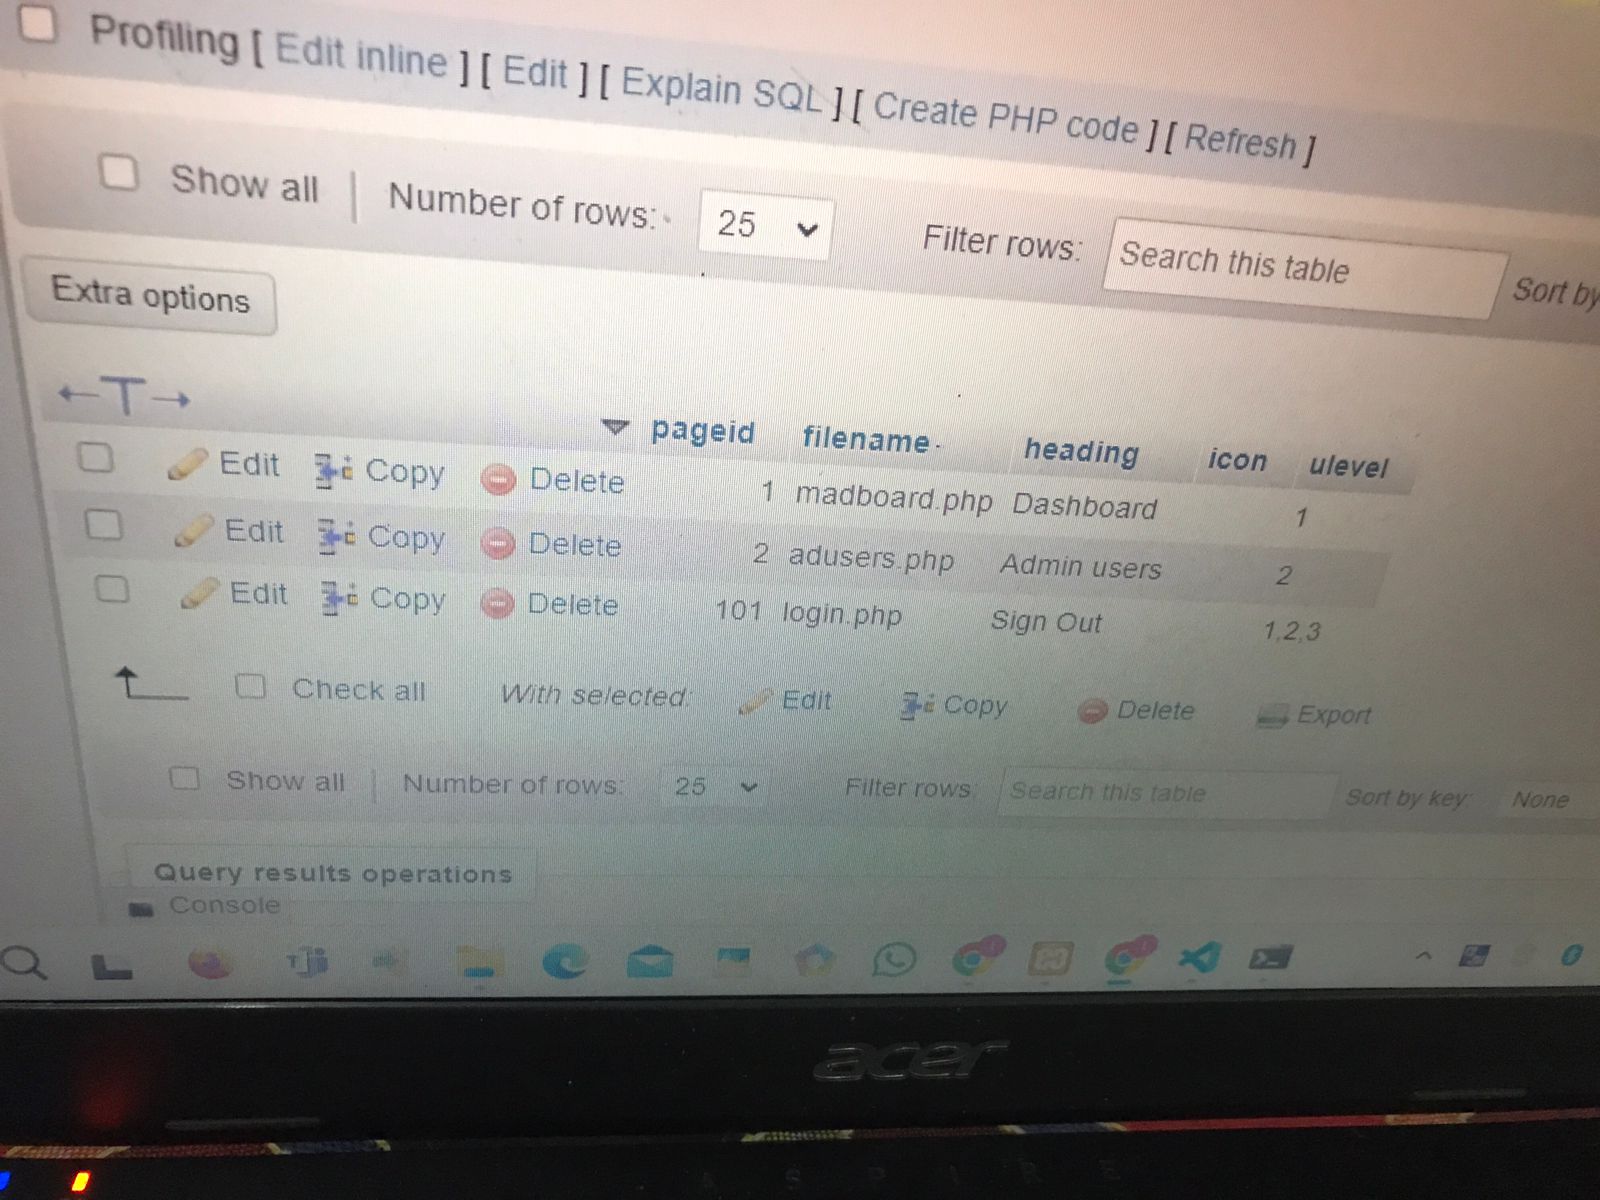 Profiling [ Edit inline ] [ Edit ] [ Explain SQL ] [ Create PHP code ] [ Refresh ]
Show all | Number of rows: 25 Filter rows: Search this table Sort by
Extra options
←T→ pageid filename heading icon ulevel
Edit Copy Delete 1 madboard.php Dashboard 1
Edit Copy Delete 2 adusers.php Admin users 2
Edit Copy Delete 101 login.php Sign Out 1,2,3
Check all With selected: Edit Copy Delete Export
Show all | Number of rows: 25 Filter rows: Search this table Sort by key: None
Query results operations
Console
acer
ASPIRE